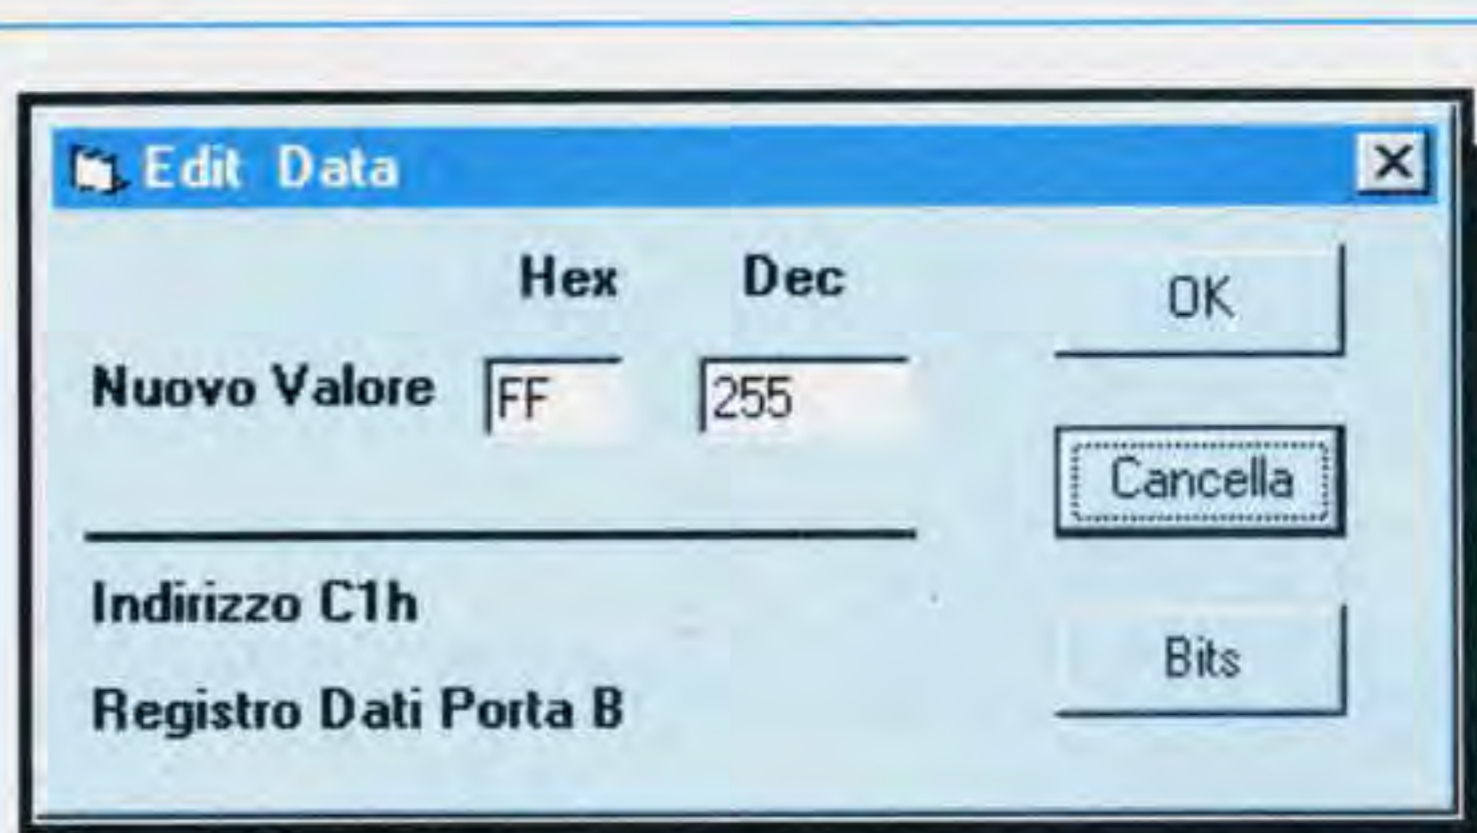 Edit Data
Hex Dec
OK
Nuovo Valore FF 255
Cancella
Indirizzo C1h
Bits
Registro Dati Porta B